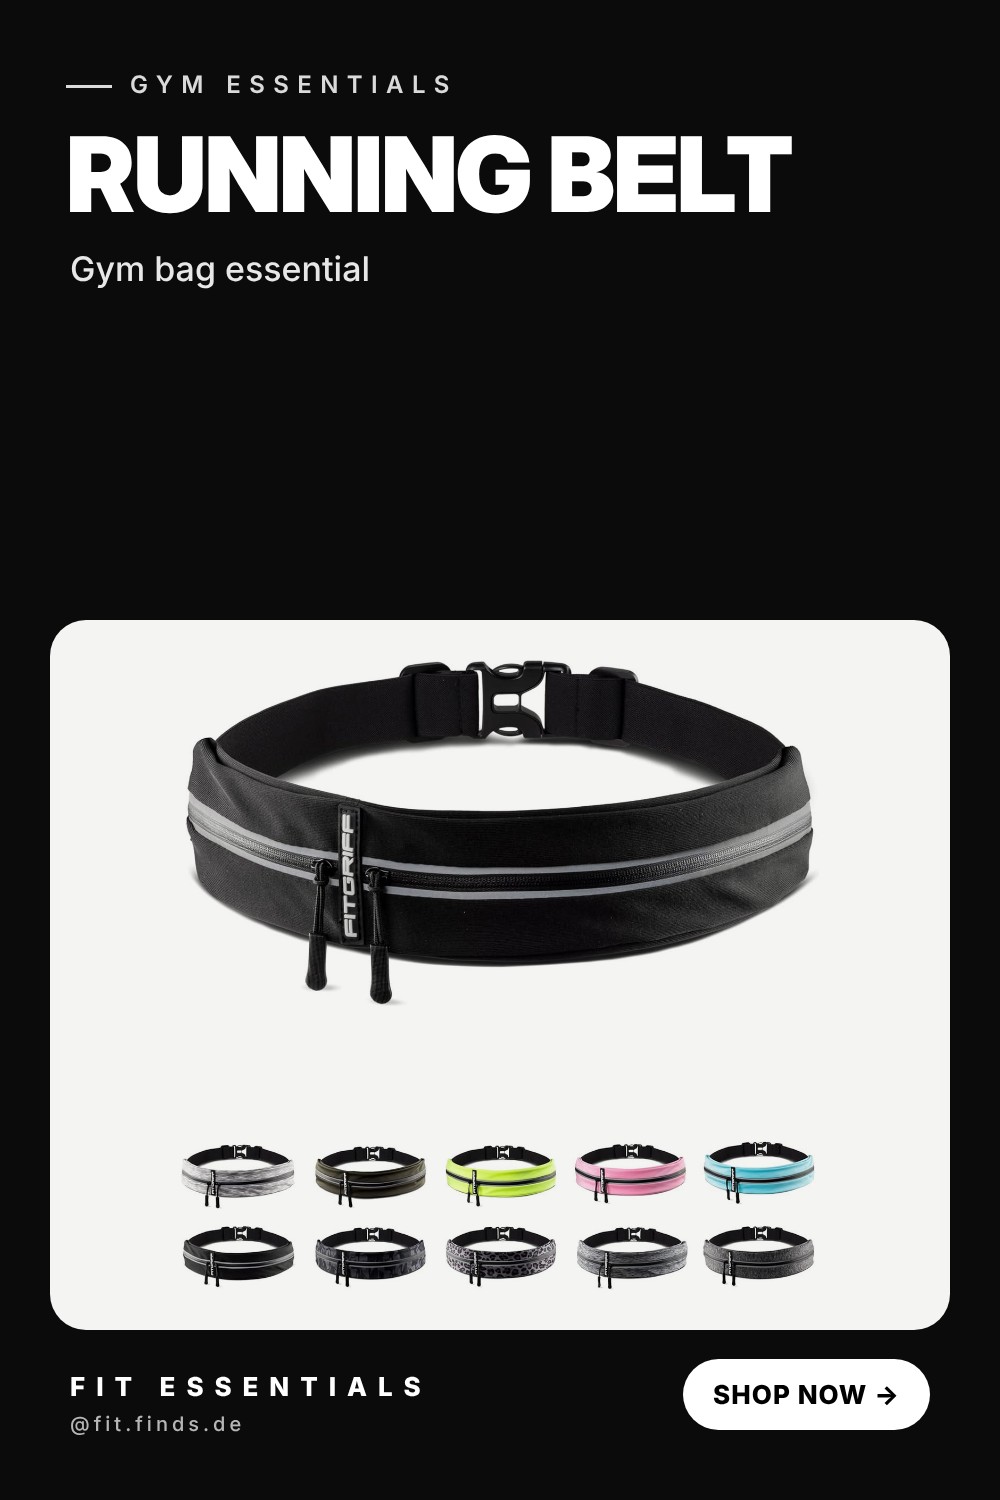 GYM ESSENTIALS
RUNNING BELT
Gym bag essential
FITGRIFF
FIT ESSENTIALS
@fit.finds.de
SHOP NOW →